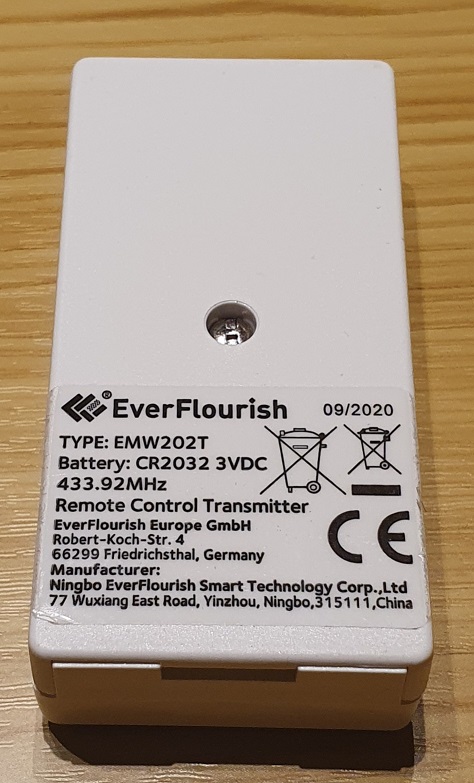 ® EverFlourish 09/2020
TYPE: EMW202T
Battery: CR2032 3VDC
433.92MHz
Remote Control Transmitter
EverFlourish Europe GmbH
Robert-Koch-Str. 4
66299 Friedrichsthal, Germany
CE
Manufacturer:
Ningbo EverFlourish Smart Technology Corp.,Ltd
77 Wuxiang East Road, Yinzhou, Ningbo,315111,China